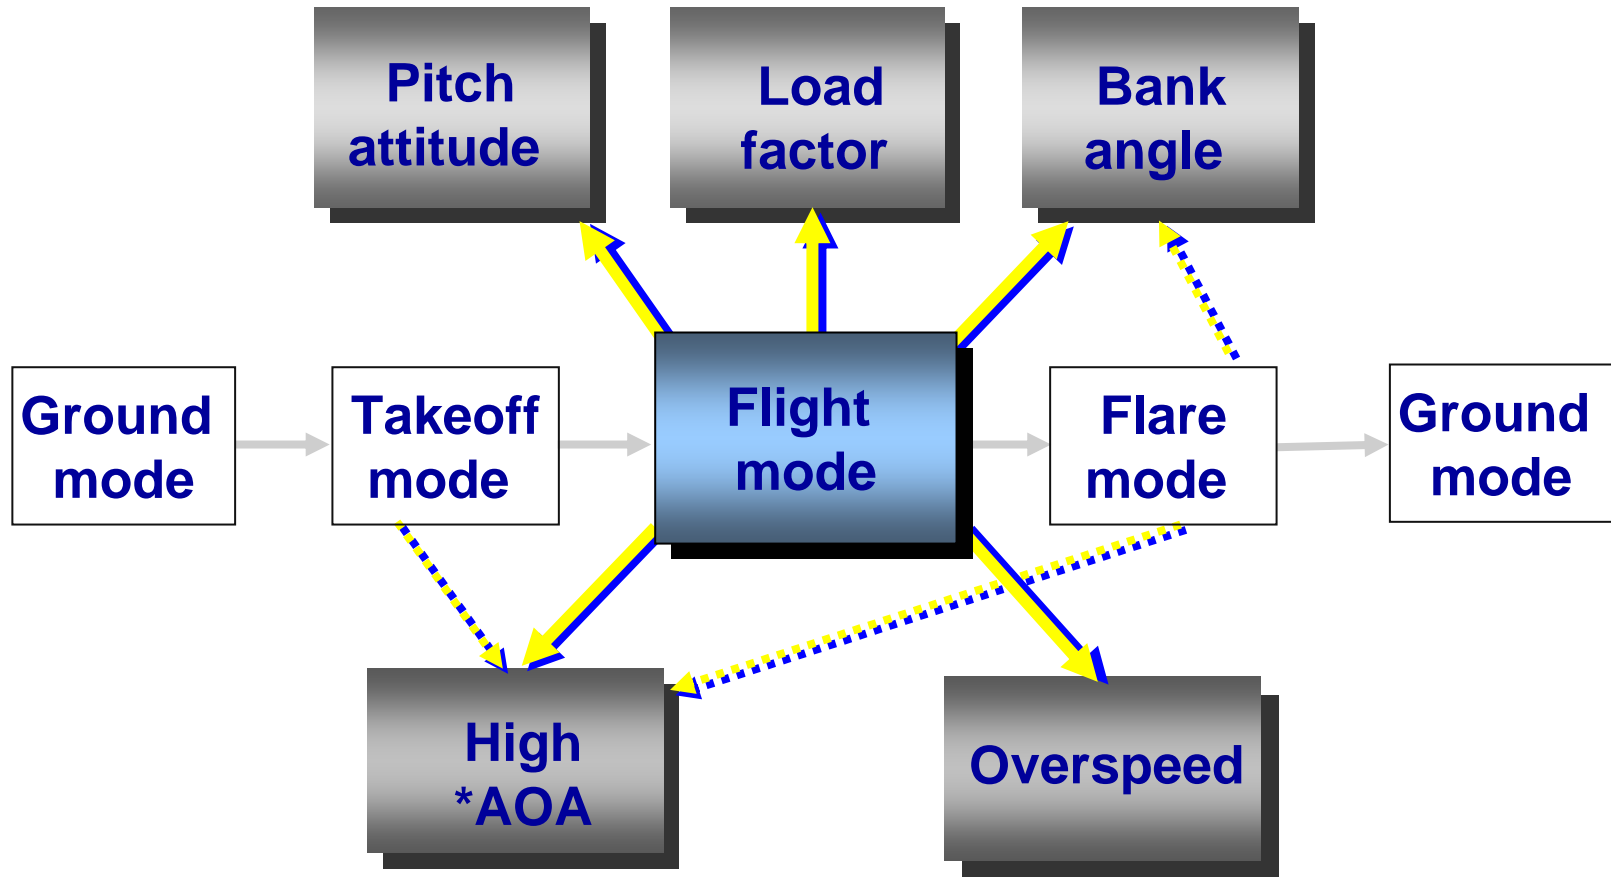 Pitch
attitude
Load
factor
Bank
angle
Ground
mode
Takeoff
mode
Flight
mode
Flare
mode
Ground
mode
High
*AOA
Overspeed